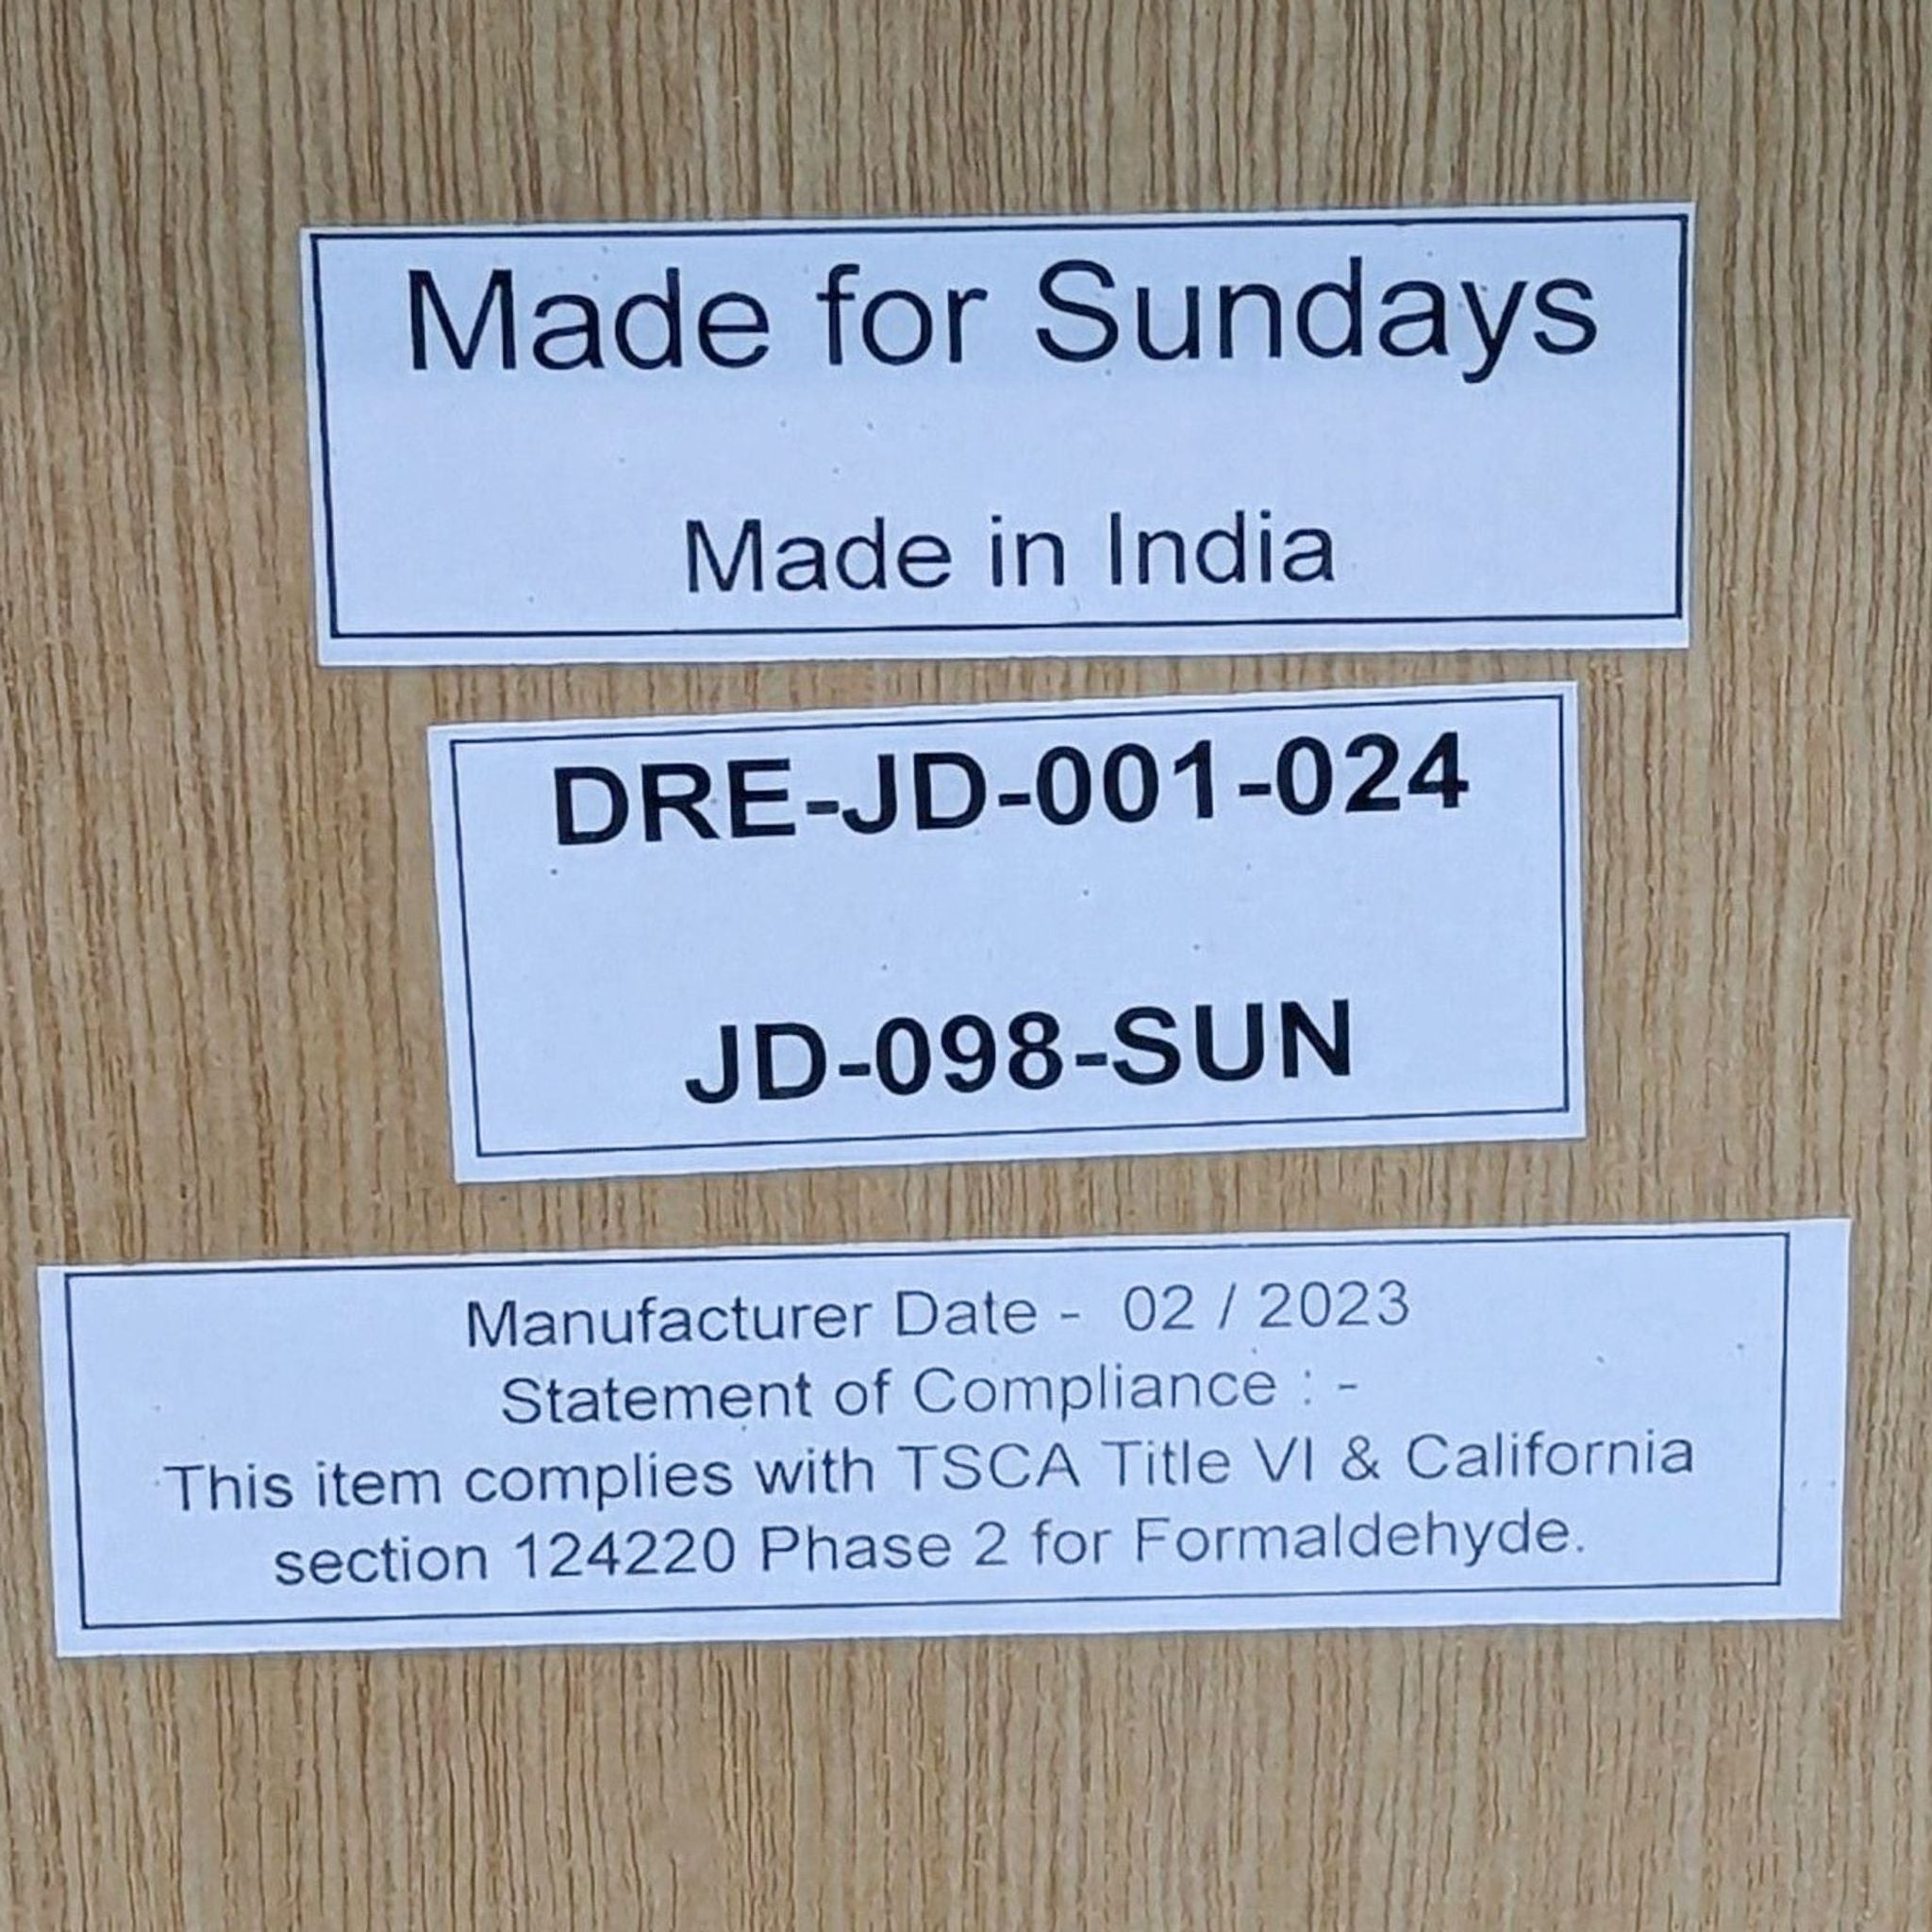 Made for Sundays
Made in India
DRE-JD-001-024
JD-098-SUN
Manufacturer Date - 02 / 2023
Statement of Compliance : -
This item complies with TSCA Title VI & California
section 124220 Phase 2 for Formaldehyde.